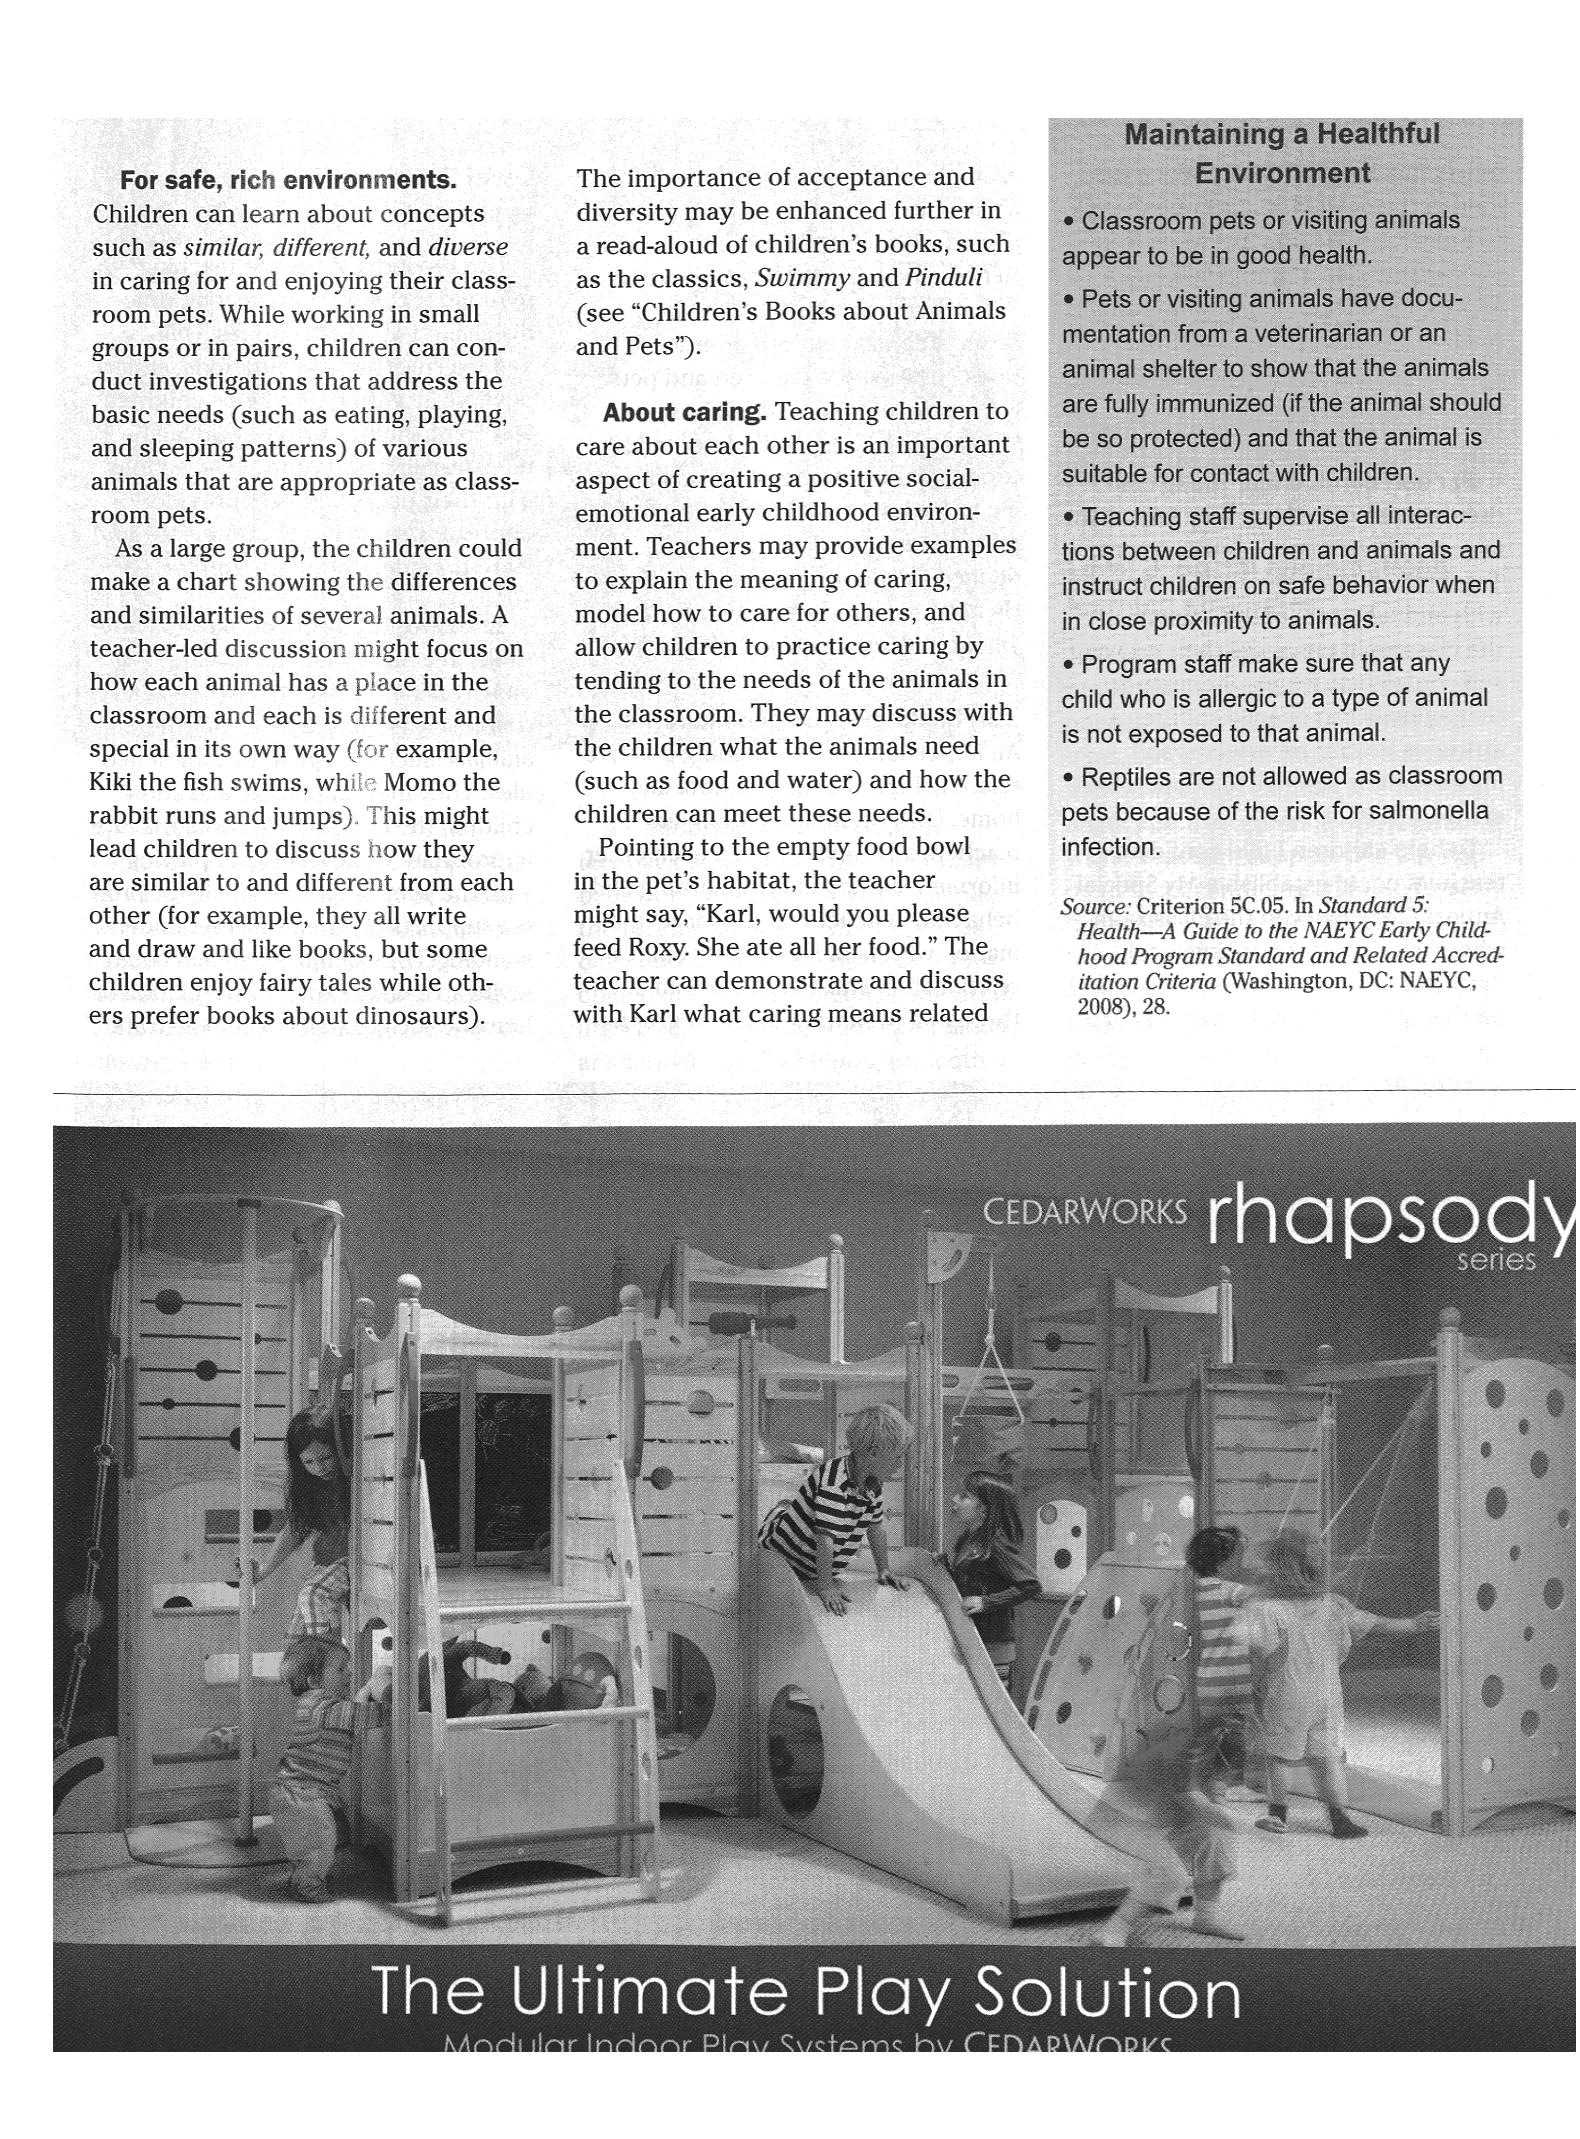 For safe, rich environments.
Children can learn about concepts
such as similar, different, and diverse
in caring for and enjoying their class-
room pets. While working in small
groups or in pairs, children can con-
duct investigations that address the
basic needs (such as eating, playing,
and sleeping patterns) of various
animals that are appropriate as class-
room pets.
As a large group, the children could
make a chart showing the differences
and similarities of several animals. A
teacher-led discussion might focus on
how each animal has a place in the
classroom and each is different and
special in its own way (for example,
Kiki the fish swims, while Momo the
rabbit runs and jumps). This might
lead children to discuss how they
are similar to and different from each
other (for example, they all write
and draw and like books, but some
children enjoy fairy tales while oth-
ers prefer books about dinosaurs).
The importance of acceptance and
diversity may be enhanced further in
a read-aloud of children's books, such
as the classics, Swimmy and Pinduli
(see “Children's Books about Animals
and Pets”).
About caring. Teaching children to
care about each other is an important
aspect of creating a positive social-
emotional early childhood environ-
ment. Teachers may provide examples
to explain the meaning of caring,
model how to care for others, and
allow children to practice caring by
tending to the needs of the animals in
the classroom. They may discuss with
the children what the animals need
(such as food and water) and how the
children can meet these needs.
Pointing to the empty food bowl
in the pet's habitat, the teacher
might say, “Karl, would you please
feed Roxy. She ate all her food.” The
teacher can demonstrate and discuss
with Karl what caring means related
Maintaining a Healthful
Environment
• Classroom pets or visiting animals
appear to be in good health.
• Pets or visiting animals have docu-
mentation from a veterinarian or an
animal shelter to show that the animals
are fully immunized (if the animal should
be so protected) and that the animal is
suitable for contact with children.
• Teaching staff supervise all interac-
tions between children and animals and
instruct children on safe behavior when
in close proximity to animals.
• Program staff make sure that any
child who is allergic to a type of animal
is not exposed to that animal.
• Reptiles are not allowed as classroom
pets because of the risk for salmonella
infection.
Source: Criterion 5C.05. In Standard 5:
Health—A Guide to the NAEYC Early Child-
hood Program Standard and Related Accred-
itation Criteria (Washington, DC: NAEYC,
2008), 28.
CEDARWORKS rhapsody
series
The Ultimate Play Solution
Modular Indoor Play Systems by CEDARWORKS